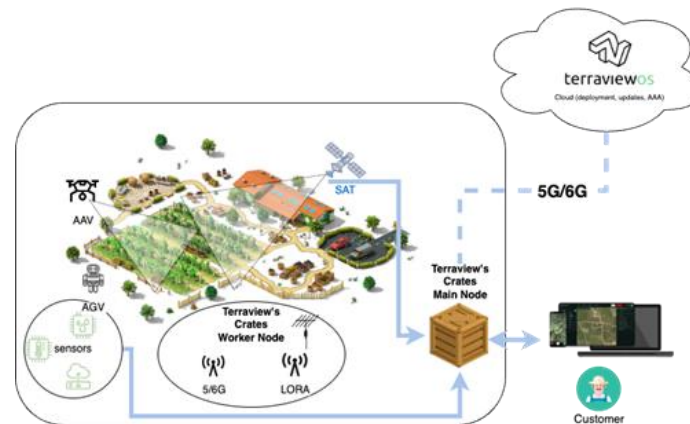 terraviewos
Cloud (deployment, updates, AAA)
5G/6G
SAT
AAV
AGV
sensors
Terraview's
Crates
Worker Node
5/6G
LORA
Terraview's
Crates
Main Node
Customer